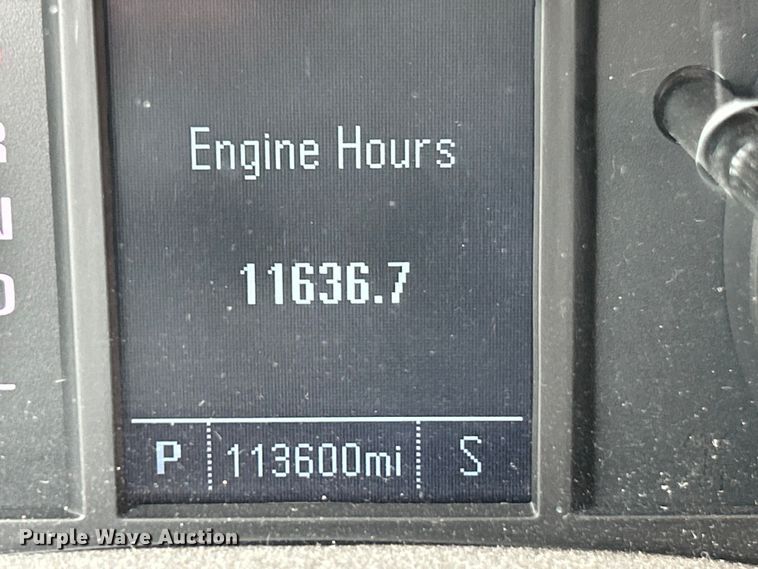 Engine Hours
11636.7
P 113600mi S
R
N
D
L
Purple Wave Auction